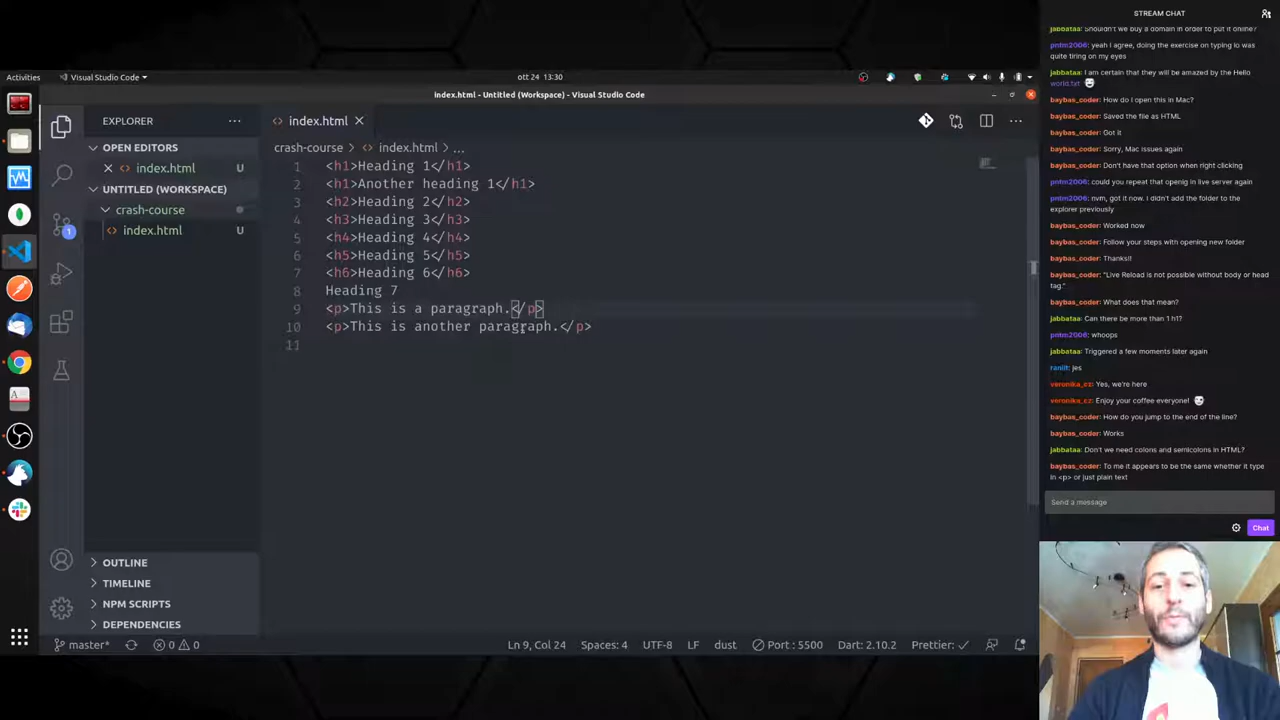 STREAM CHAT
jabbataa: Shouldn't we buy a domain in order to put it online?
pntm2006: yeah I agree, doing the exercise on typing io was
quite tiring on my eyes
jabbataa: I am certain that they will be amazed by the Hello
world.txt
baybas_coder: How do I open this in Mac?
baybas_coder: Saved the file as HTML
baybas_coder: Got it
baybas_coder: Sorry, Mac issues again
baybas_coder: Don't have that option when right clicking
pntm2006: could you repeat that openig in live server again
pntm2006: nvm, got it now. I didn't add the folder to the
explorer previously
baybas_coder: Worked now
baybas_coder: Follow your steps with opening new folder
baybas_coder: Thanks!!
baybas_coder: "Live Reload is not possible without body or head
tag."
baybas_coder: What does that mean?
jabbataa: Can there be more than 1 h1?
pntm2006: whoops
jabbataa: Triggered a few moments later again
raniit: jes
veronika_cz: Yes, we're here
veronika_cz: Enjoy your coffee everyone!
baybas_coder: How do you jump to the end of the line?
baybas_coder: Works
jabbataa: Don't we need colons and semicolons in HTML?
baybas_coder: To me it appears to be the same whether it type
in <p> or just plain text
Send a message
Chat
Activities
Visual Studio Code
ott 24 13:30
index.html - Untitled (Workspace) - Visual Studio Code
EXPLORER
OPEN EDITORS
index.html U
UNTITLED (WORKSPACE)
crash-course
index.html U
OUTLINE
TIMELINE
NPM SCRIPTS
DEPENDENCIES
1
index.html
crash-course > index.html > ...
1 <h1>Heading 1</h1>
2 <h1>Another heading 1</h1>
3 <h2>Heading 2</h2>
4 <h3>Heading 3</h3>
5 <h4>Heading 4</h4>
6 <h5>Heading 5</h5>
7 <h6>Heading 6</h6>
8 Heading 7
9 <p>This is a paragraph.</p>
10 <p>This is another paragraph.</p>
11
master* 0 0 Ln 9, Col 24 Spaces: 4 UTF-8 LF dust Port : 5500 Dart: 2.10.2 Prettier: ✓